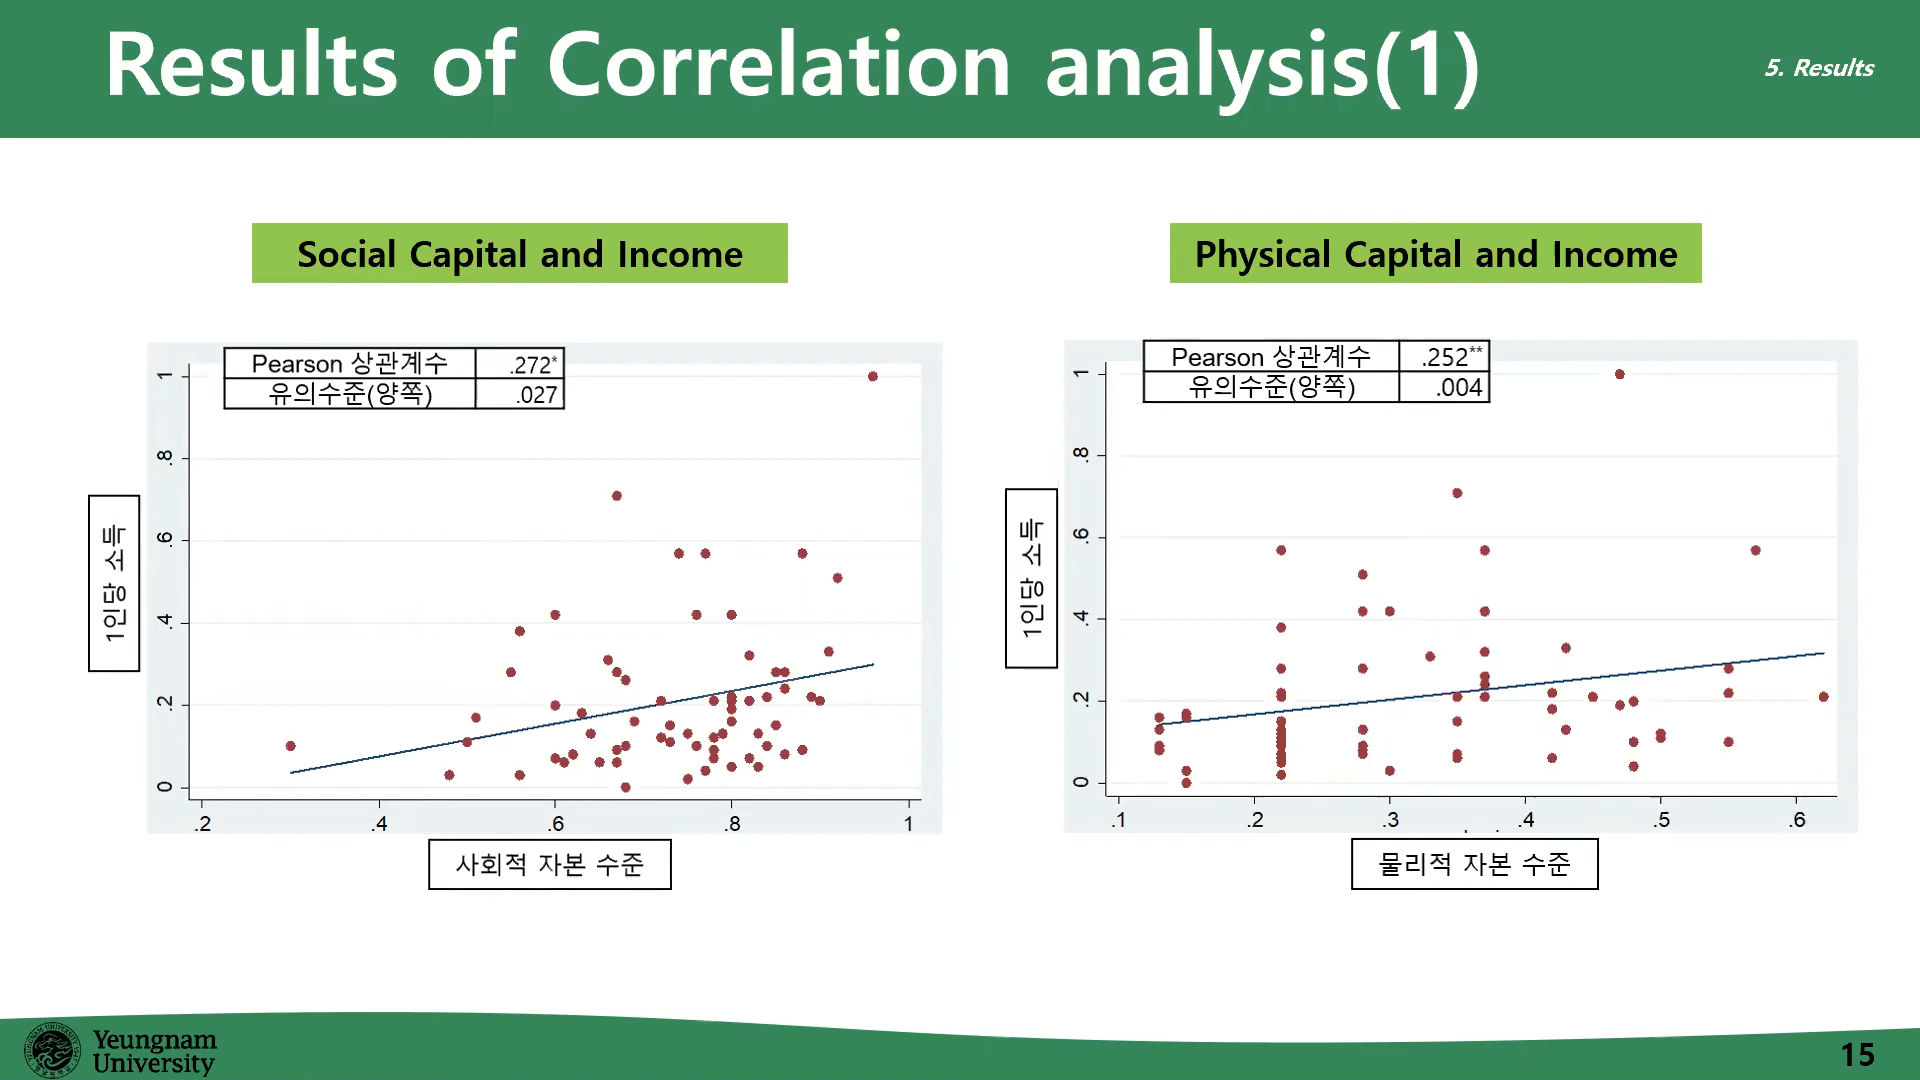 Results of Correlation analysis(1)
5. Results
Social Capital and Income
Physical Capital and Income
Pearson 상관계수 .272*
유의수준(양쪽) .027
1인당 소득
1
.8
.6
.4
.2
0
.2 .4 .6 .8 1
사회적 자본 수준
Pearson 상관계수 .252**
유의수준(양쪽) .004
1인당 소득
1
.8
.6
.4
.2
0
.1 .2 .3 .4 .5 .6
물리적 자본 수준
Yeungnam
University
15